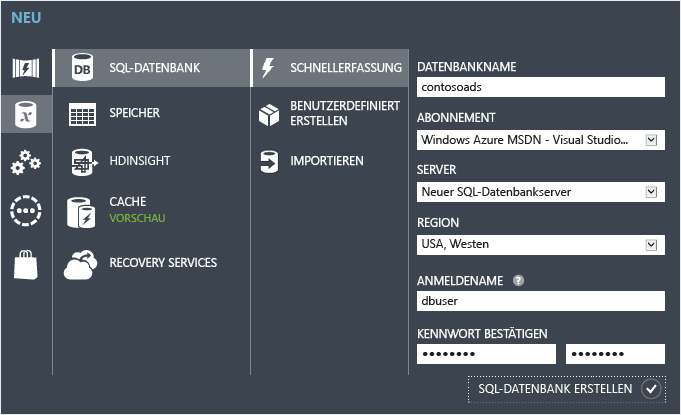 NEU
DB
SQL-DATENBANK
x
SPEICHER
HDINSIGHT
CACHE
VORSCHAU
RECOVERY SERVICES
SCHNELLERFASSUNG
BENUTZERDEFINIERT
ERSTELLEN
IMPORTIEREN
DATENBANKNAME
contosoads
ABONNEMENT
Windows Azure MSDN - Visual Studio...
SERVER
Neuer SQL-Datenbankserver
REGION
USA, Westen
ANMELDENAME ?
dbuser
KENNWORT BESTÄTIGEN
•••••••• ••••••••
SQL-DATENBANK ERSTELLEN